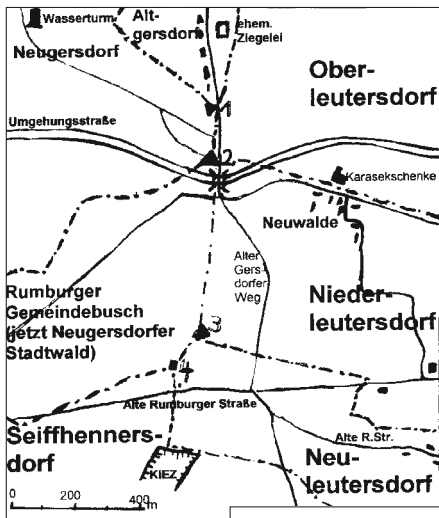 Wasserturm
Alt-
gersdorf
ehem.
Ziegelei
Neugersdorf
Ober-
leutersdorf
1
Umgehungsstraße
2
Karasekschenke
Neuwalde
Alter
Gers-
dorfer
Weg
Rumburger
Gemeindebusch
(jetzt Neugersdorfer
Stadtwald)
Nieder-
leutersdorf
3
4
Alte Rumburger Straße
Seiffhenners-
dorf
Alte R.Str.
KIEZ
Neu-
leutersdorf
0 200 400 m